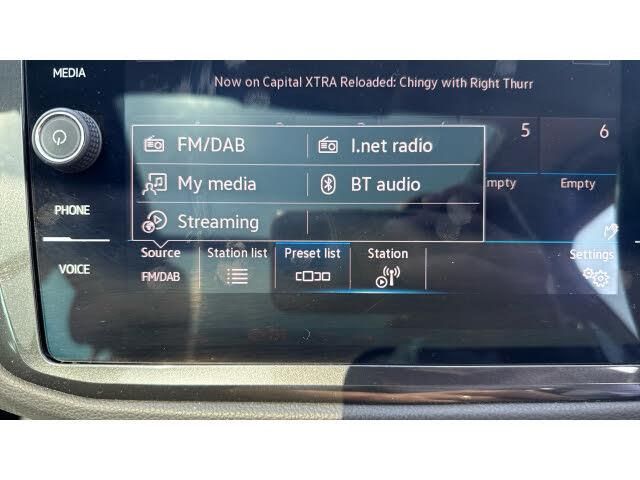 MEDIA
Now on Capital XTRA Reloaded: Chingy with Right Thurr
5 6
FM/DAB I.net radio
My media BT audio
mpty Empty
Streaming
PHONE
VOICE
Source Station list Preset list Station Settings
FM/DAB